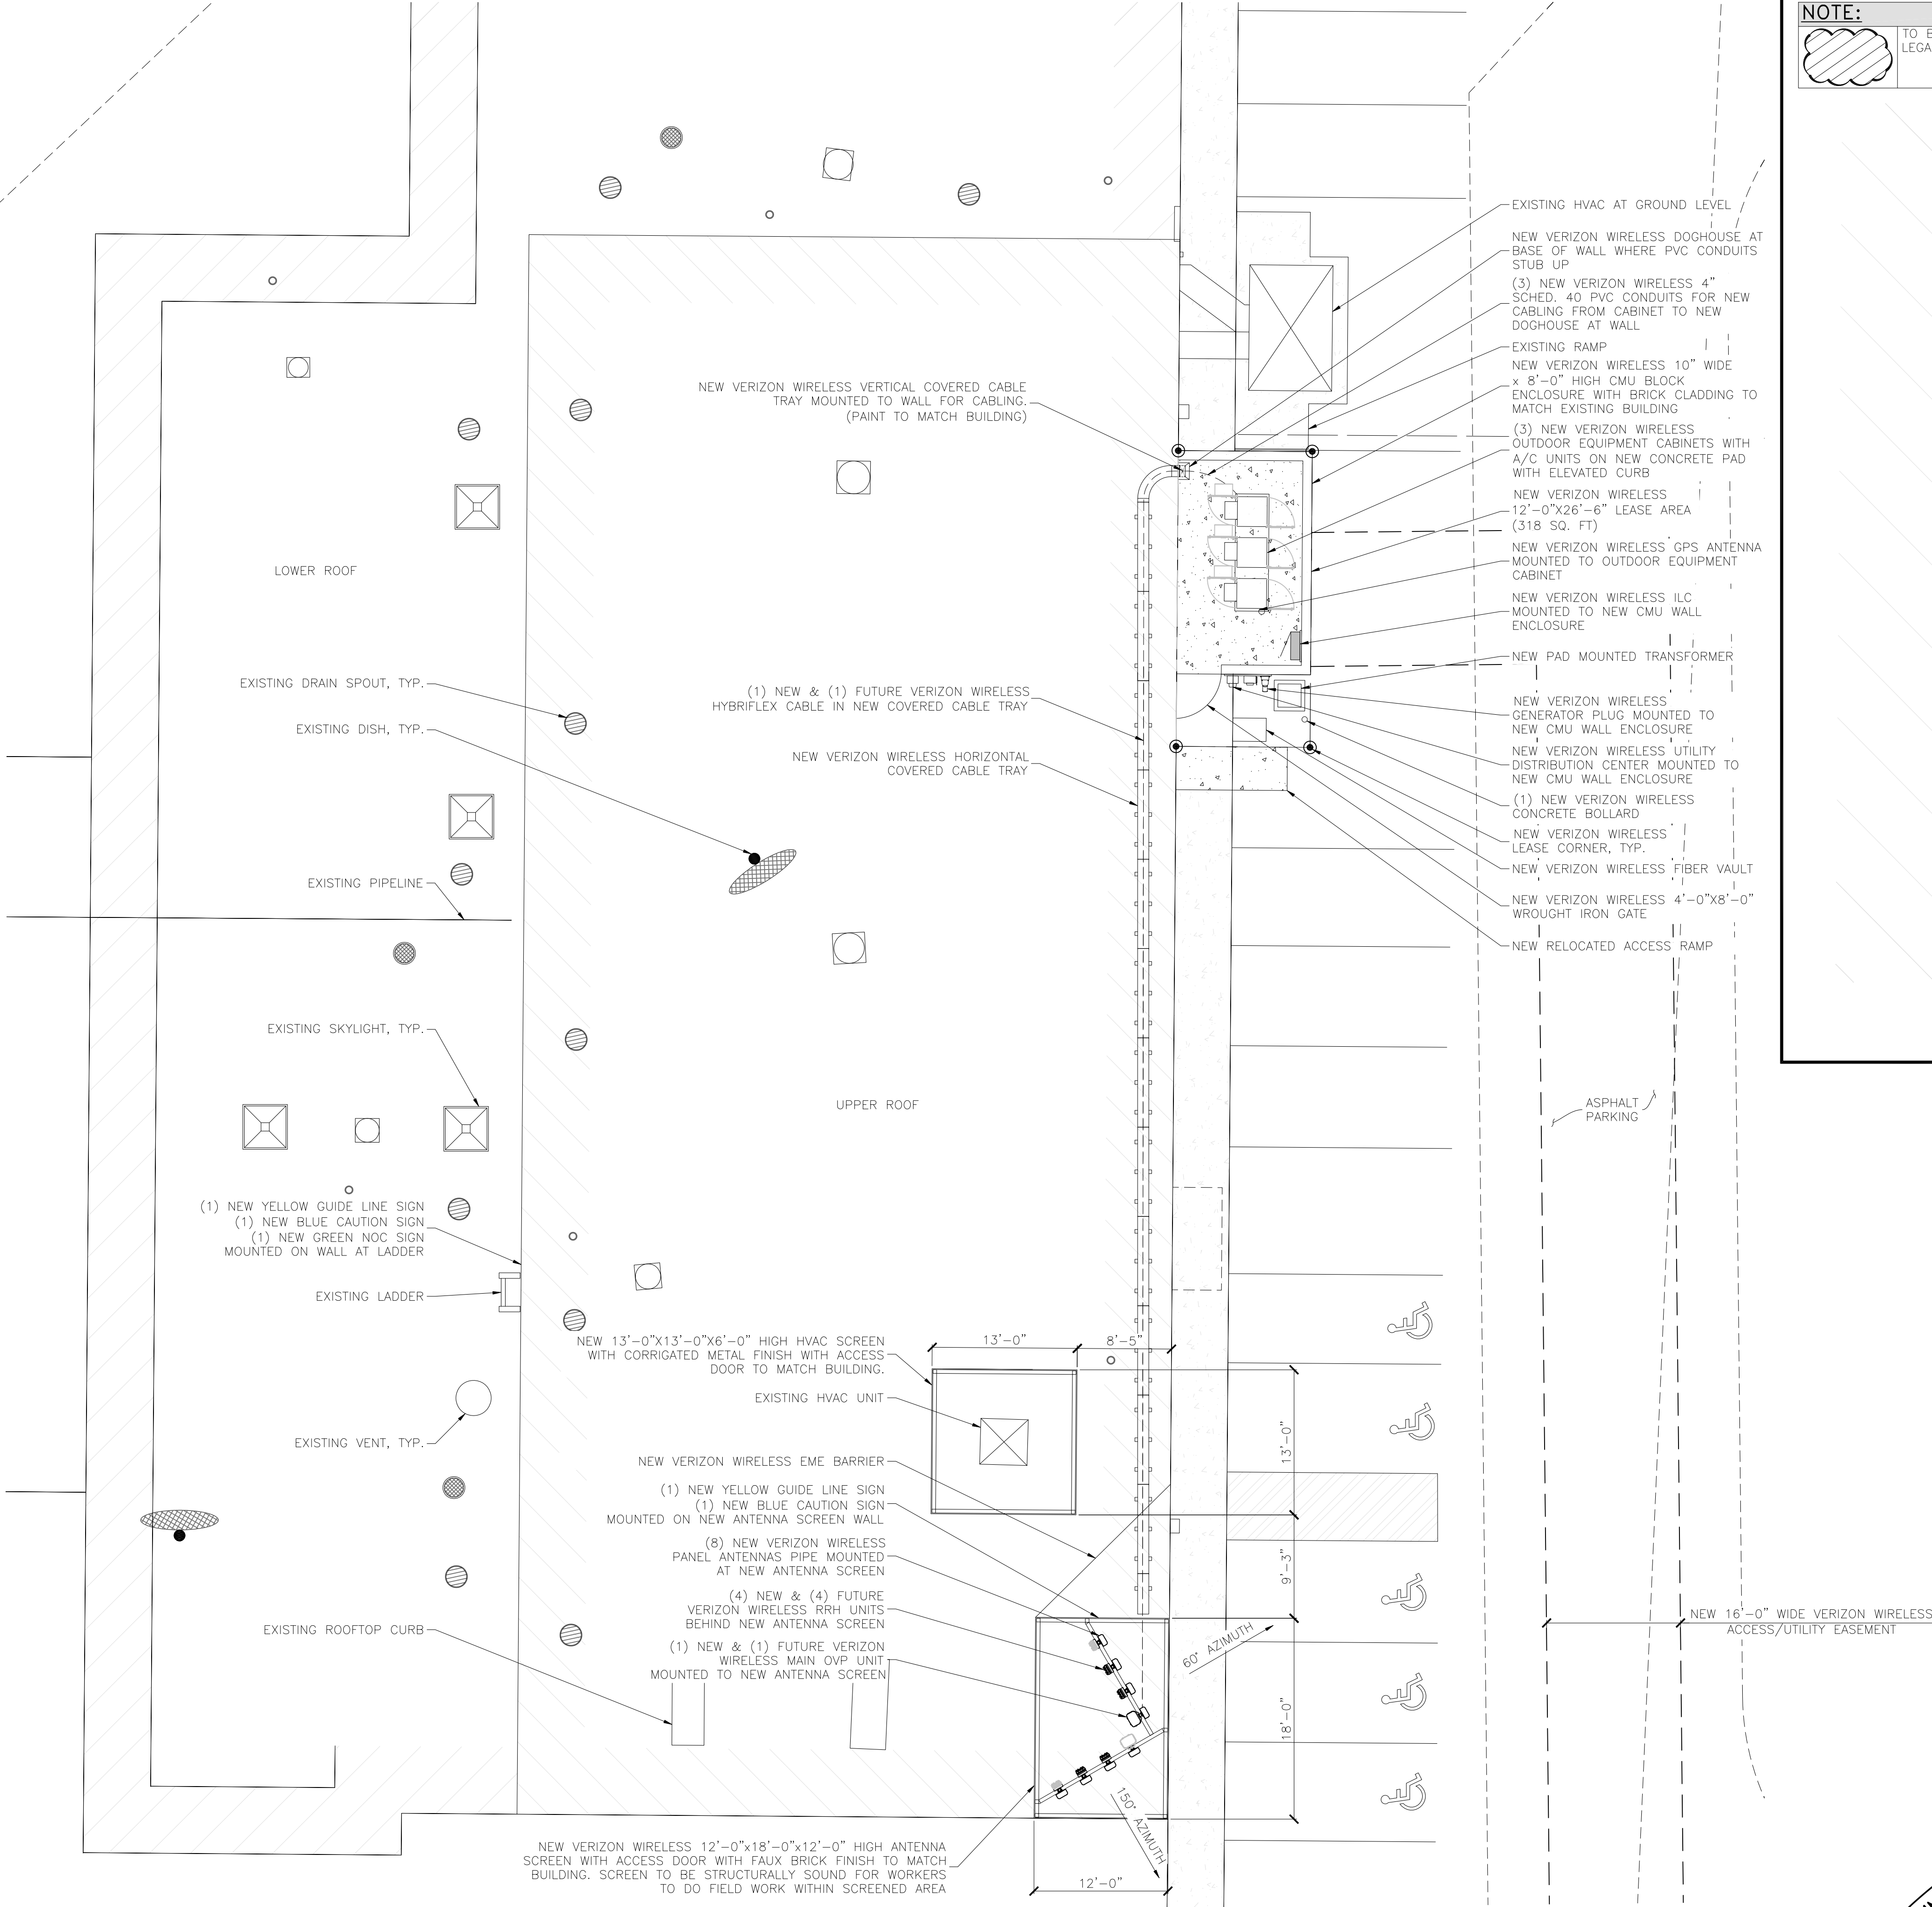 NOTE:
TO B
LEGA
EXISTING HVAC AT GROUND LEVEL
NEW VERIZON WIRELESS DOGHOUSE AT
BASE OF WALL WHERE PVC CONDUITS
STUB UP
(3) NEW VERIZON WIRELESS 4"
SCHED. 40 PVC CONDUITS FOR NEW
CABLING FROM CABINET TO NEW
DOGHOUSE AT WALL
EXISTING RAMP
NEW VERIZON WIRELESS 10" WIDE
x 8'-0" HIGH CMU BLOCK
ENCLOSURE WITH BRICK CLADDING TO
MATCH EXISTING BUILDING
(3) NEW VERIZON WIRELESS
OUTDOOR EQUIPMENT CABINETS WITH
A/C UNITS ON NEW CONCRETE PAD
WITH ELEVATED CURB
NEW VERIZON WIRELESS
12'-0"X26'-6" LEASE AREA
(318 SQ. FT)
NEW VERIZON WIRELESS GPS ANTENNA
MOUNTED TO OUTDOOR EQUIPMENT
CABINET
NEW VERIZON WIRELESS ILC
MOUNTED TO NEW CMU WALL
ENCLOSURE
NEW PAD MOUNTED TRANSFORMER
NEW VERIZON WIRELESS
GENERATOR PLUG MOUNTED TO
NEW CMU WALL ENCLOSURE
NEW VERIZON WIRELESS UTILITY
DISTRIBUTION CENTER MOUNTED TO
NEW CMU WALL ENCLOSURE
(1) NEW VERIZON WIRELESS
CONCRETE BOLLARD
NEW VERIZON WIRELESS
LEASE CORNER, TYP.
NEW VERIZON WIRELESS FIBER VAULT
NEW VERIZON WIRELESS 4'-0"X8'-0"
WROUGHT IRON GATE
NEW RELOCATED ACCESS RAMP
NEW VERIZON WIRELESS VERTICAL COVERED CABLE
TRAY MOUNTED TO WALL FOR CABLING.
(PAINT TO MATCH BUILDING)
LOWER ROOF
EXISTING DRAIN SPOUT, TYP.
(1) NEW & (1) FUTURE VERIZON WIRELESS
HYBRIFLEX CABLE IN NEW COVERED CABLE TRAY
EXISTING DISH, TYP.
NEW VERIZON WIRELESS HORIZONTAL
COVERED CABLE TRAY
EXISTING PIPELINE
EXISTING SKYLIGHT, TYP.
UPPER ROOF
ASPHALT
PARKING
(1) NEW YELLOW GUIDE LINE SIGN
(1) NEW BLUE CAUTION SIGN
(1) NEW GREEN NOC SIGN
MOUNTED ON WALL AT LADDER
EXISTING LADDER
NEW 13'-0"X13'-0"X6'-0" HIGH HVAC SCREEN
WITH CORRIGATED METAL FINISH WITH ACCESS
DOOR TO MATCH BUILDING.
13'-0"
8'-5"
EXISTING HVAC UNIT
EXISTING VENT, TYP.
13'-0"
NEW VERIZON WIRELESS EME BARRIER
(1) NEW YELLOW GUIDE LINE SIGN
(1) NEW BLUE CAUTION SIGN
MOUNTED ON NEW ANTENNA SCREEN WALL
(8) NEW VERIZON WIRELESS
PANEL ANTENNAS PIPE MOUNTED
AT NEW ANTENNA SCREEN
9'-3"
(4) NEW & (4) FUTURE
VERIZON WIRELESS RRH UNITS
BEHIND NEW ANTENNA SCREEN
EXISTING ROOFTOP CURB
(1) NEW & (1) FUTURE VERIZON
WIRELESS MAIN OVP UNIT
MOUNTED TO NEW ANTENNA SCREEN
60° AZIMUTH
NEW 16'-0" WIDE VERIZON WIRELESS
ACCESS/UTILITY EASEMENT
18'-0"
150° AZIMUTH
NEW VERIZON WIRELESS 12'-0"x18'-0"x12'-0" HIGH ANTENNA
SCREEN WITH ACCESS DOOR WITH FAUX BRICK FINISH TO MATCH
BUILDING. SCREEN TO BE STRUCTURALLY SOUND FOR WORKERS
TO DO FIELD WORK WITHIN SCREENED AREA
12'-0"